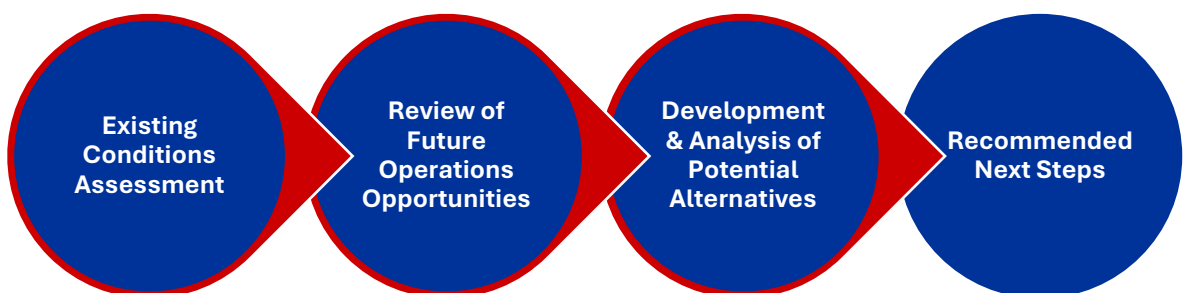 Existing
Conditions
Assessment
Review of
Future
Operations
Opportunities
Development
& Analysis of
Potential
Alternatives
Recommended
Next Steps